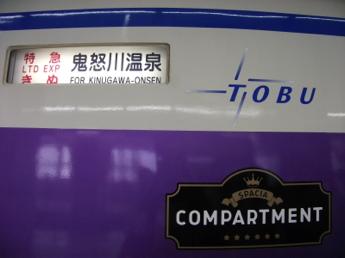 特急
LTD EXP
きぬ
鬼怒川温泉
FOR KINUGAWA-ONSEN
TOBU
SPACIA
COMPARTMENT